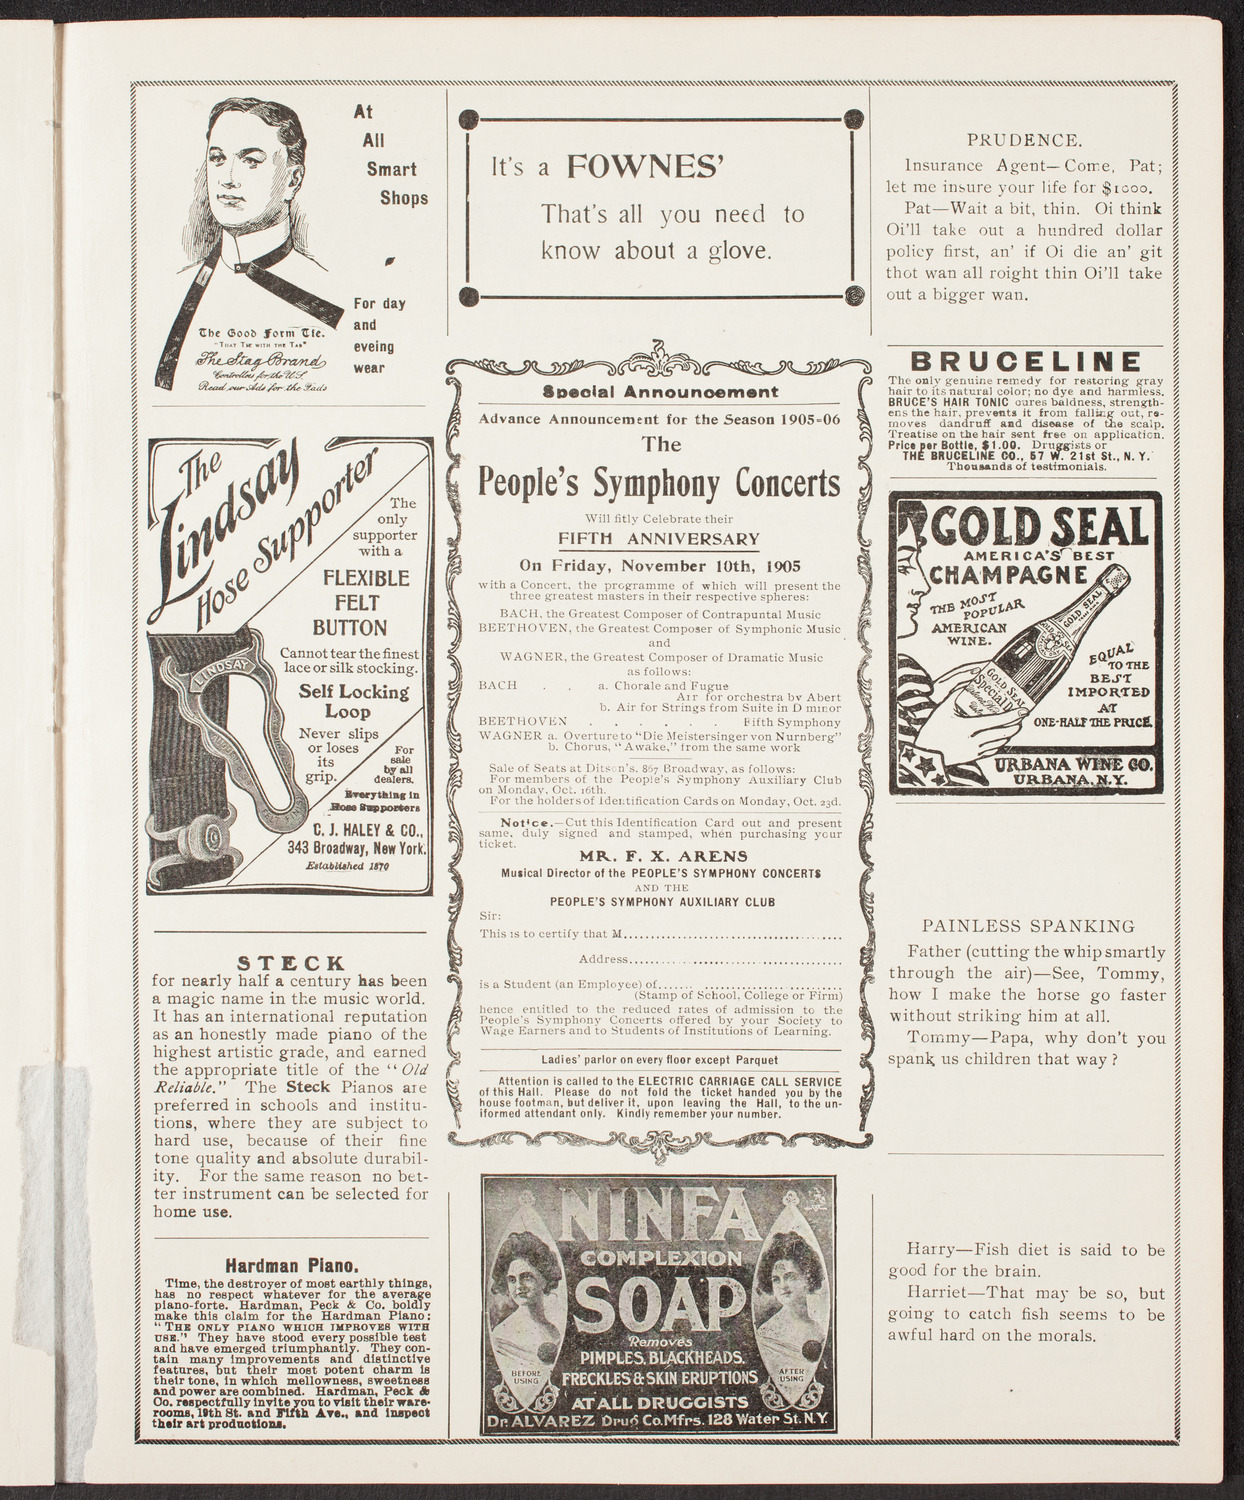 At
All
Smart
Shops
For day
and
eveing
wear
The Good Form Tie.
"THAT TIE WITH THE TAB"
The Stag Brand
Controllers for the U.S.
Read our Ads for the Fads
The
Lindsay
Hose Supporter
The
only
supporter
with a
FLEXIBLE
FELT
BUTTON
Cannot tear the finest
lace or silk stocking.
Self Locking
Loop
Never slips
or loses
its
grip.
For
sale
by all
dealers.
Everything in
Hose Supporters
C. J. HALEY & CO.,
343 Broadway, New York.
Established 1870
LINDSAY
STECK
for nearly half a century has been
a magic name in the music world.
It has an international reputation
as an honestly made piano of the
highest artistic grade, and earned
the appropriate title of the "Old
Reliable." The Steck Pianos are
preferred in schools and institu-
tions, where they are subject to
hard use, because of their fine
tone quality and absolute durabil-
ity. For the same reason no bet-
ter instrument can be selected for
home use.
Hardman Piano.
Time, the destroyer of most earthly things,
has no respect whatever for the average
piano-forte. Hardman, Peck & Co. boldly
make this claim for the Hardman Piano:
"THE ONLY PIANO WHICH IMPROVES WITH
USE." They have stood every possible test
and have emerged triumphantly. They con-
tain many improvements and distinctive
features, but their most potent charm is
their tone, in which mellowness, sweetness
and power are combined. Hardman, Peck &
Co. respectfully invite you to visit their ware-
rooms, 19th St. and Fifth Ave., and inspect
their art productions.
It's a FOWNES'
That's all you need to
know about a glove.
Special Announcement
Advance Announcement for the Season 1905-06
The
People's Symphony Concerts
Will fitly Celebrate their
FIFTH ANNIVERSARY
On Friday, November 10th, 1905
with a Concert, the programme of which will present the
three greatest masters in their respective spheres:
BACH, the Greatest Composer of Contrapuntal Music
BEETHOVEN, the Greatest Composer of Symphonic Music
and
WAGNER, the Greatest Composer of Dramatic Music
as follows:
BACH . . a. Chorale and Fugue
Air for orchestra by Abert
b. Air for Strings from Suite in D minor
BEETHOVEN . . . . . . Fifth Symphony
WAGNER a. Overture to "Die Meistersinger von Nurnberg"
b. Chorus, "Awake," from the same work
Sale of Seats at Ditson's. 867 Broadway, as follows:
For members of the People's Symphony Auxiliary Club
on Monday, Oct. 16th.
For the holders of Identification Cards on Monday, Oct. 23d.
Notice.—Cut this Identification Card out and present
same, duly signed and stamped, when purchasing your
ticket.
MR. F. X. ARENS
Musical Director of the PEOPLE'S SYMPHONY CONCERTS
AND THE
PEOPLE'S SYMPHONY AUXILIARY CLUB
Sir:
This is to certify that M........................................
Address.......................................
is a Student (an Employee) of....... .........................
(Stamp of School, College or Firm)
hence entitled to the reduced rates of admission to the
People's Symphony Concerts offered by your Society to
Wage Earners and to Students of Institutions of Learning.
Ladies' parlor on every floor except Parquet
Attention is called to the ELECTRIC CARRIAGE CALL SERVICE
of this Hall. Please do not fold the ticket handed you by the
house footman, but deliver it, upon leaving the Hall, to the un-
iformed attendant only. Kindly remember your number.
NINFA
COMPLEXION
SOAP
Removes
PIMPLES, BLACKHEADS.
FRECKLES & SKIN ERUPTIONS
AT ALL DRUGGISTS
Dr. ALVAREZ Drug Co. Mfrs. 128 Water St. N.Y.
BEFORE
USING
AFTER
USING
PRUDENCE.
Insurance Agent—Come, Pat;
let me insure your life for $1000.
Pat—Wait a bit, thin. Oi think
Oi'll take out a hundred dollar
policy first, an' if Oi die an' git
thot wan all roight thin Oi'll take
out a bigger wan.
BRUCELINE
The only genuine remedy for restoring gray
hair to its natural color; no dye and harmless.
BRUCE'S HAIR TONIC cures baldness, strength-
ens the hair, prevents it from falling out, re-
moves dandruff and disease of the scalp.
Treatise on the hair sent free on application.
Price per Bottle, $1.00. Druggists or
THE BRUCELINE CO., 57 W. 21st St., N. Y.
Thousands of testimonials.
GOLD SEAL
AMERICA'S BEST
CHAMPAGNE
THE MOST
POPULAR
AMERICAN
WINE.
EQUAL
TO THE
BEST
IMPORTED
AT
ONE-HALF THE PRICE.
GOLD SEAL
GOLD SEAL
Special
URBANA WINE CO.
URBANA, N.Y.
PAINLESS SPANKING
Father (cutting the whip smartly
through the air)—See, Tommy,
how I make the horse go faster
without striking him at all.
Tommy—Papa, why don't you
spank us children that way?
Harry—Fish diet is said to be
good for the brain.
Harriet—That may be so, but
going to catch fish seems to be
awful hard on the morals.